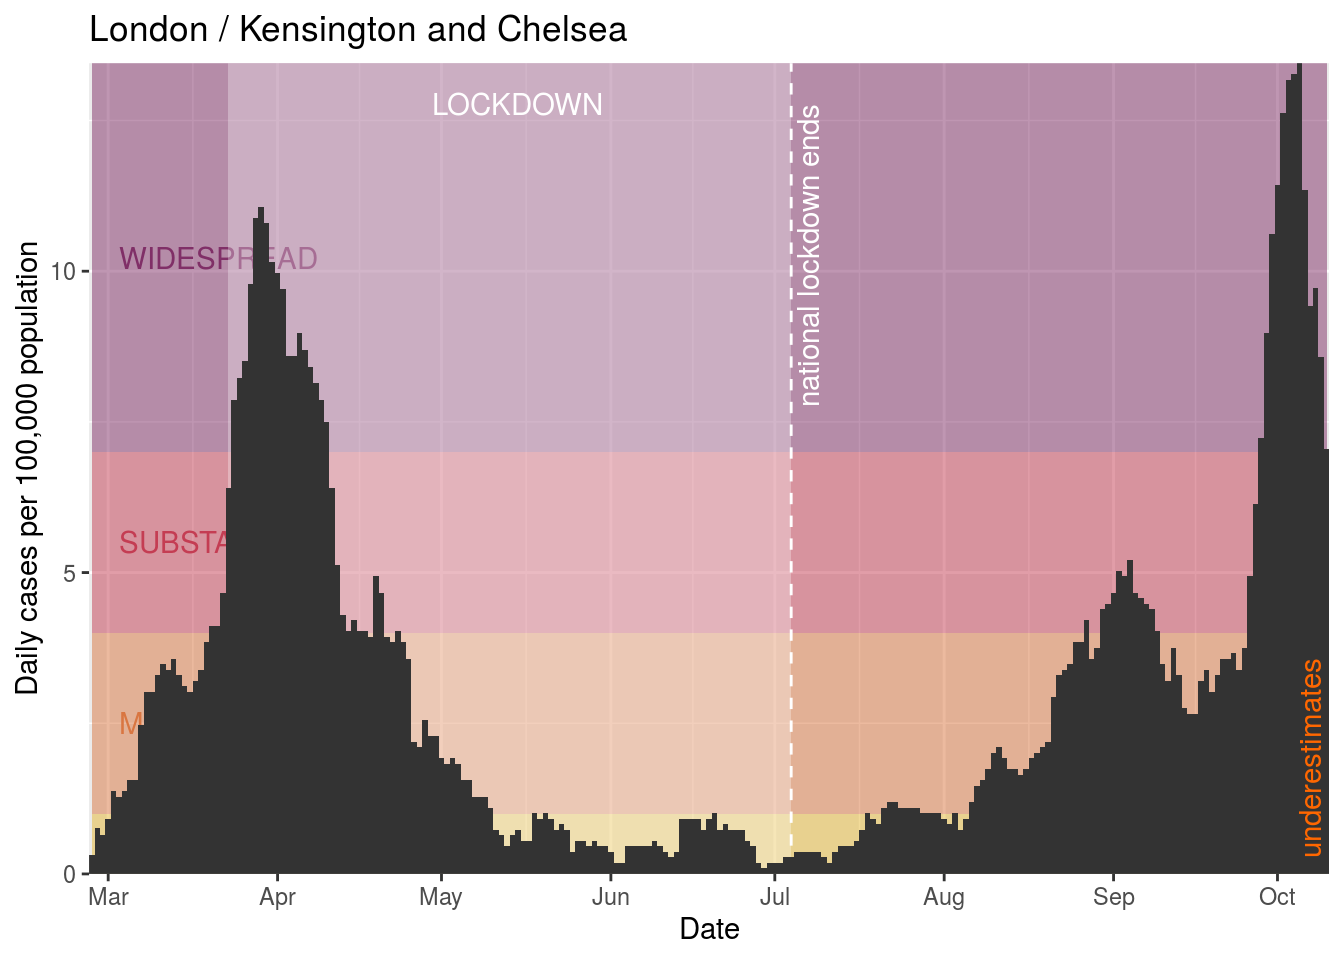 London / Kensington and Chelsea
Daily cases per 100,000 population
10
5
0
LOCKDOWN
WIDESPREAD
SUBSTA
M
national lockdown ends
underestimates
Mar Apr May Jun Jul Aug Sep Oct
Date